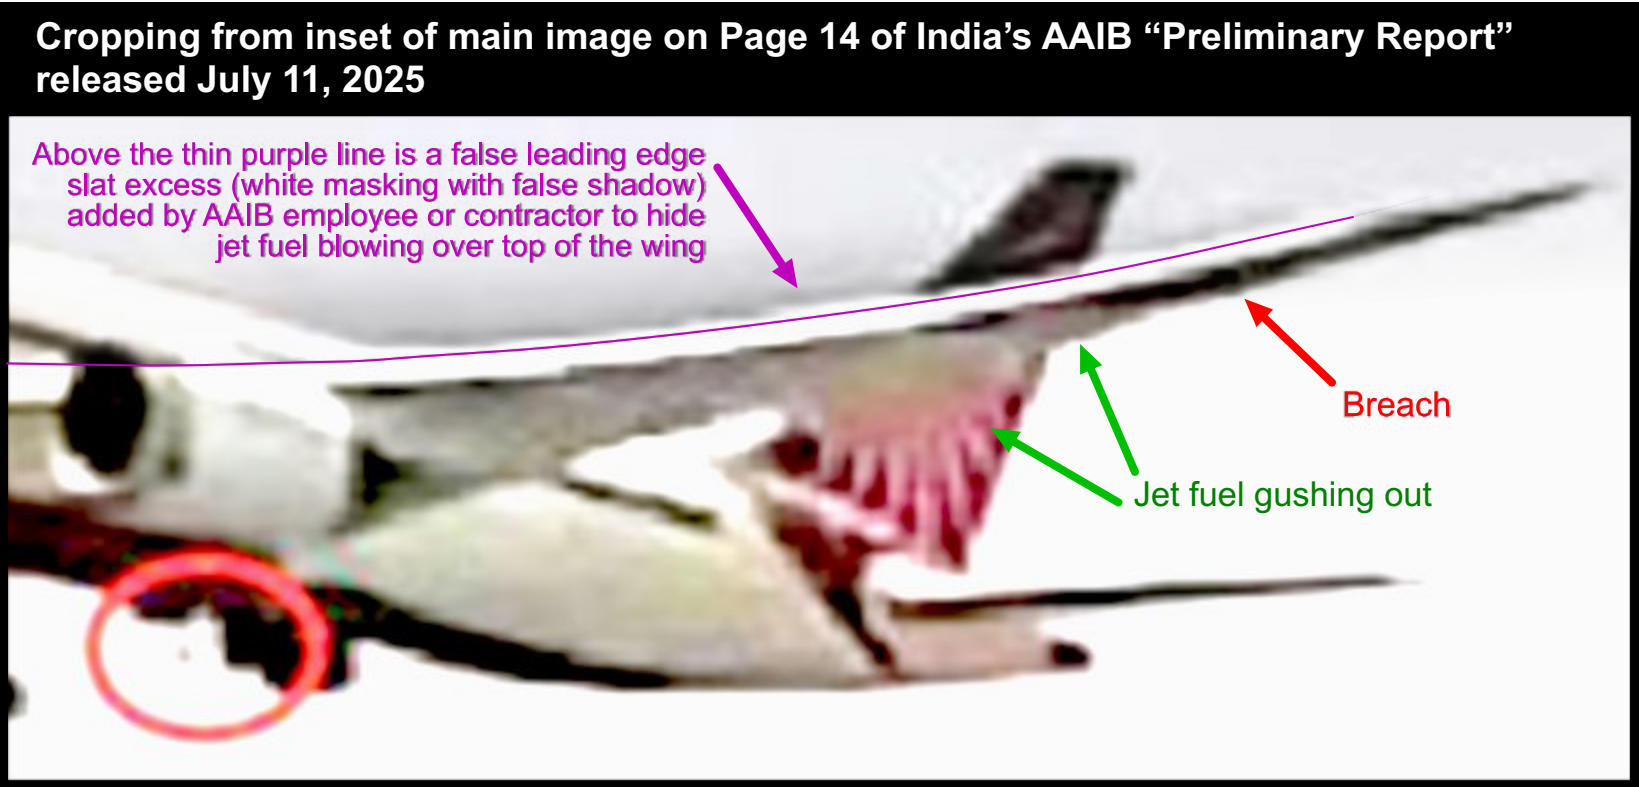 Cropping from inset of main image on Page 14 of India’s AAIB “Preliminary Report”
released July 11, 2025
Above the thin purple line is a false leading edge
slat excess (white masking with false shadow)
added by AAIB employee or contractor to hide
jet fuel blowing over top of the wing
Breach
Jet fuel gushing out